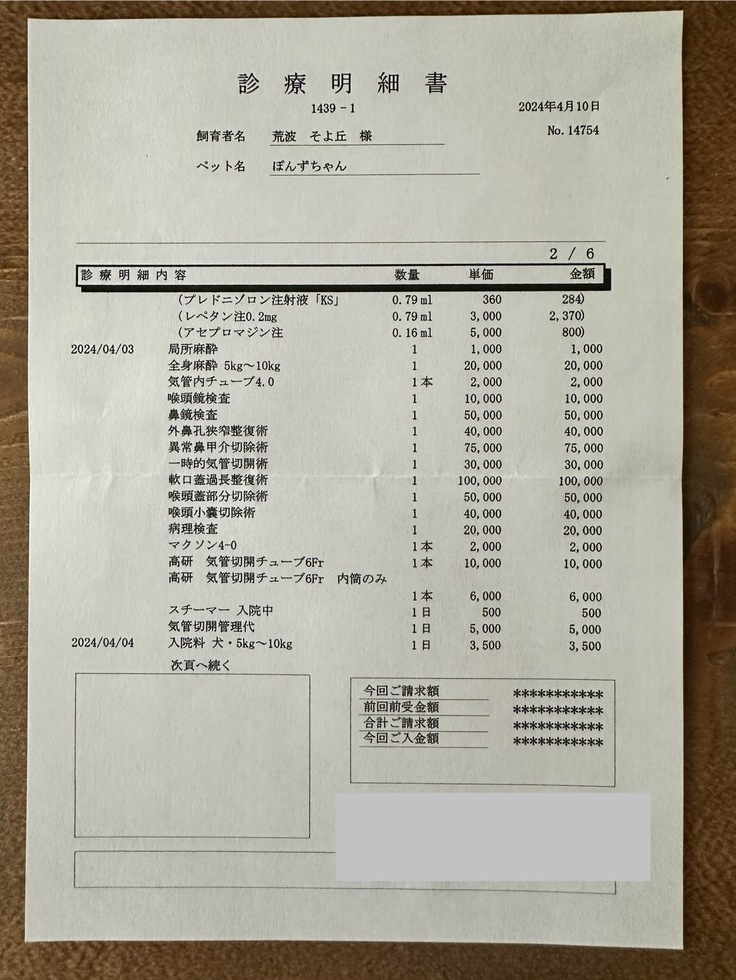 診療明細書
1439-1
2024年4月10日
No.14754
飼育者名 荒波 そよ丘 様
ペット名 ぽんずちゃん
2 / 6
診療明細内容 数量 単価 金額
(プレドニゾロン注射液「KS」 0.79ml 360 284)
(レペタン注0.2mg 0.79ml 3,000 2,370)
(アセプロマジン注 0.16ml 5,000 800)
2024/04/03 局所麻酔 1 1,000 1,000
全身麻酔 5kg～10kg 1 20,000 20,000
気管内チューブ4.0 1本 2,000 2,000
喉頭鏡検査 1 10,000 10,000
鼻鏡検査 1 50,000 50,000
外鼻孔狭窄整復術 1 40,000 40,000
異常鼻甲介切除術 1 75,000 75,000
一時的気管切開術 1 30,000 30,000
軟口蓋過長整復術 1 100,000 100,000
喉頭蓋部分切除術 1 50,000 50,000
喉頭小嚢切除術 1 40,000 40,000
病理検査 1 20,000 20,000
マクソン4-0 1本 2,000 2,000
高研 気管切開チューブ6Fr 1本 10,000 10,000
高研 気管切開チューブ6Fr 内筒のみ
1本 6,000 6,000
スチーマー 入院中 1日 500 500
気管切開管理代 1日 5,000 5,000
2024/04/04 入院料 犬・5kg～10kg 1日 3,500 3,500
次頁へ続く
今回ご請求額 ***********
前回前受金額 ***********
合計ご請求額 ***********
今回ご入金額 ***********